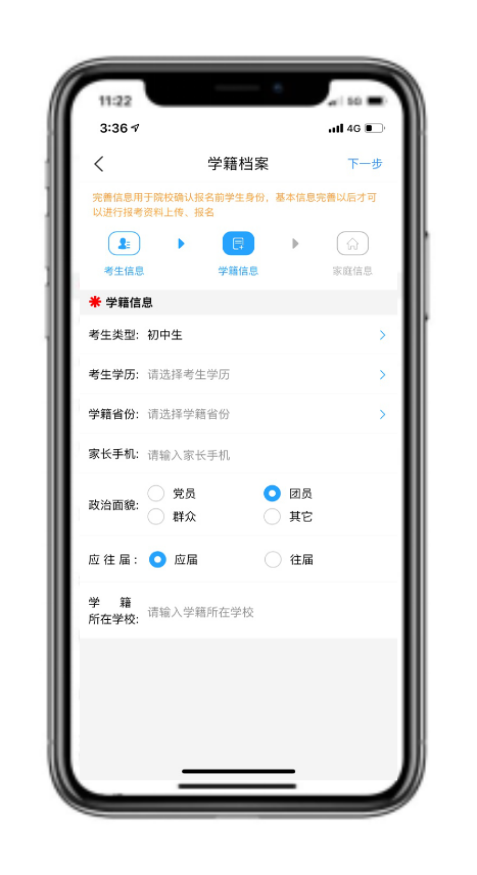 11:22
5G
3:36
4G
学籍档案
下一步
完善信息用于院校确认报名前学生身份，基本信息完善以后才可
以进行报考资料上传、报名
考生信息
学籍信息
家庭信息
学籍信息
考生类型: 初中生
考生学历: 请选择考生学历
学籍省份: 请选择学籍省份
家长手机: 请输入家长手机
政治面貌:
党员
团员
群众
其它
应往届:
应届
往届
学 籍
所在学校:
请输入学籍所在学校